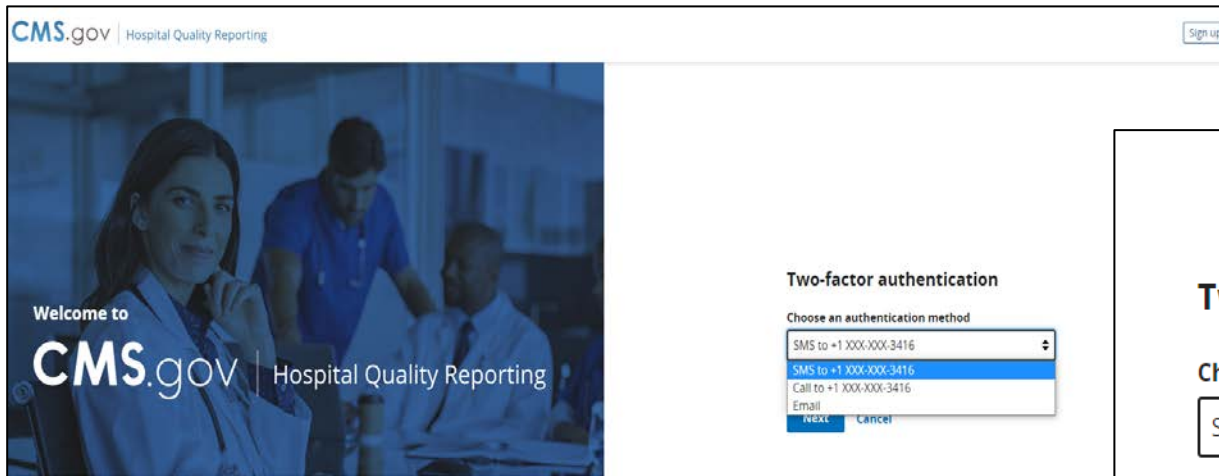 CMS.gov | Hospital Quality Reporting
Sign up
Welcome to
CMS.gov | Hospital Quality Reporting
Two-factor authentication
Choose an authentication method
SMS to +1 XXX-XXX-3416
SMS to +1 XXX-XXX-3416
Call to +1 XXX-XXX-3416
Email
Next Cancel